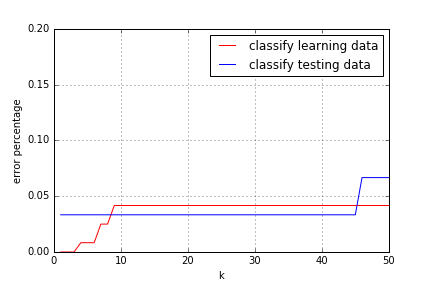 0.20
classify learning data
classify testing data
0.15
error percentage
0.10
0.05
0.00
0 10 20 30 40 50
k